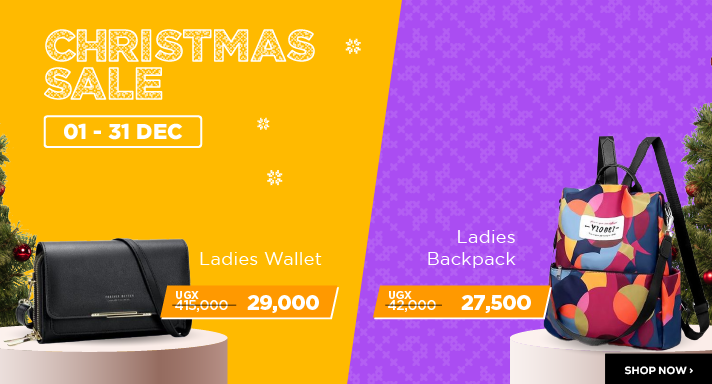 CHRISTMAS
SALE
01 - 31 DEC
Ladies Wallet
UGX
415,000
29,000
Ladies
Backpack
UGX
42,000
27,500
SHOP NOW ›